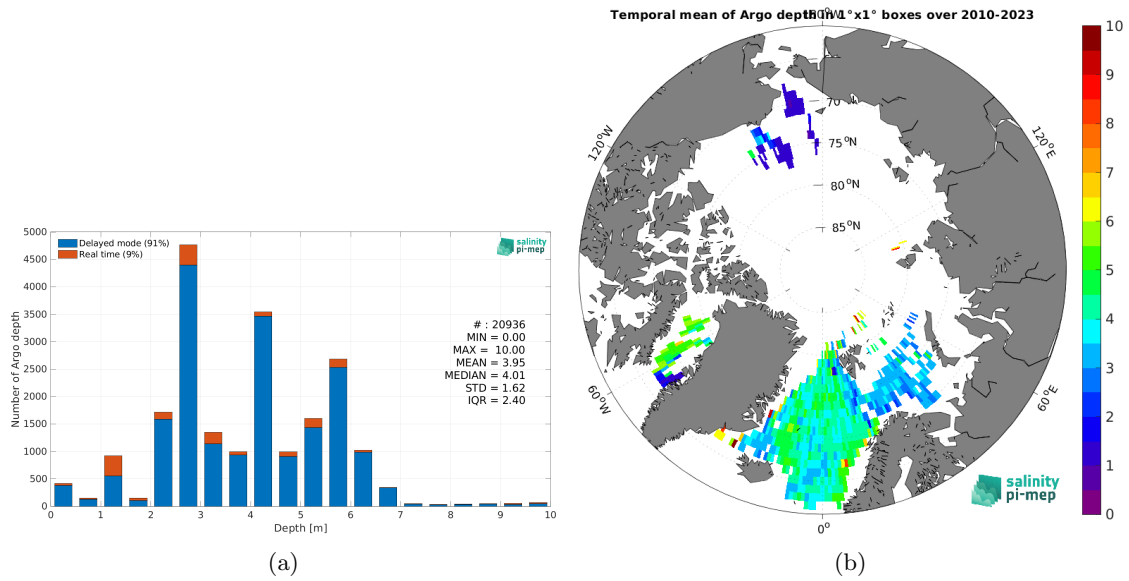 Temporal mean of Argo depth in 1°x1° boxes over 2010-2023
5000
4500
4000
3500
3000
2500
2000
1500
1000
500
0
Number of Argo depth
Delayed mode (91%)
Real time (9%)
salinity
pi-mep
# : 20936
MIN = 0.00
MAX = 10.00
MEAN = 3.95
MEDIAN = 4.01
STD = 1.62
IQR = 2.40
0 1 2 3 4 5 6 7 8 9 10
Depth [m]
(a)
180°W
120°W
120°E
70°N
75°N
80°N
85°N
60°W
60°E
0°
salinity
pi-mep
10
9
8
7
6
5
4
3
2
1
0
(b)